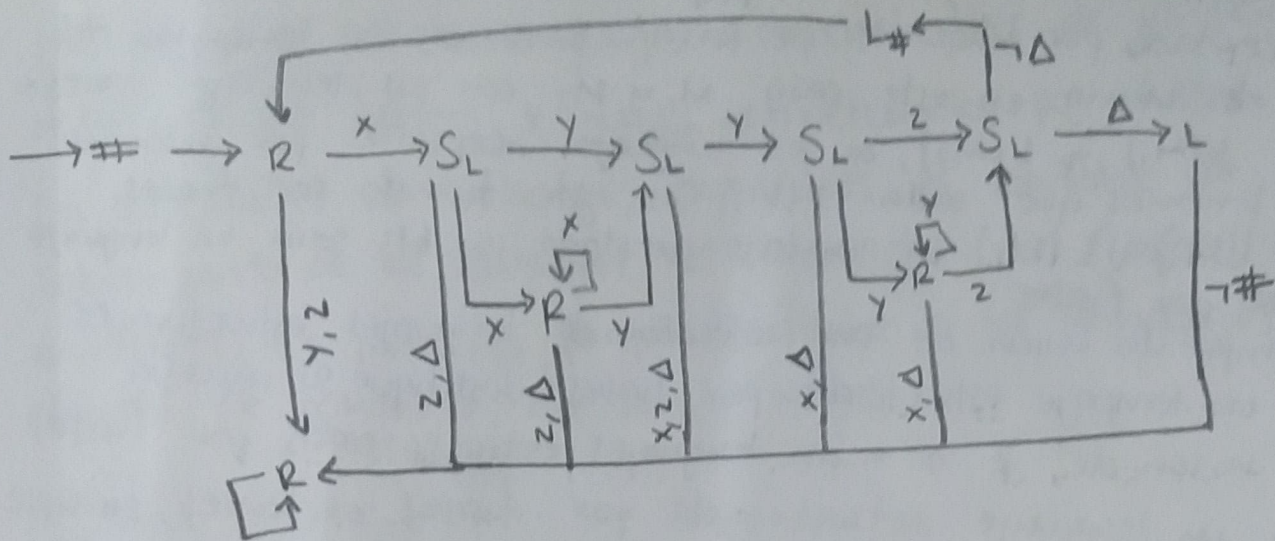 L# ¬Δ
# R x S_L y S_L y S_L z S_L Δ L
x y
R x y y R z
¬#
y,z z,Δ z,Δ x,z,Δ x,Δ x,Δ
R